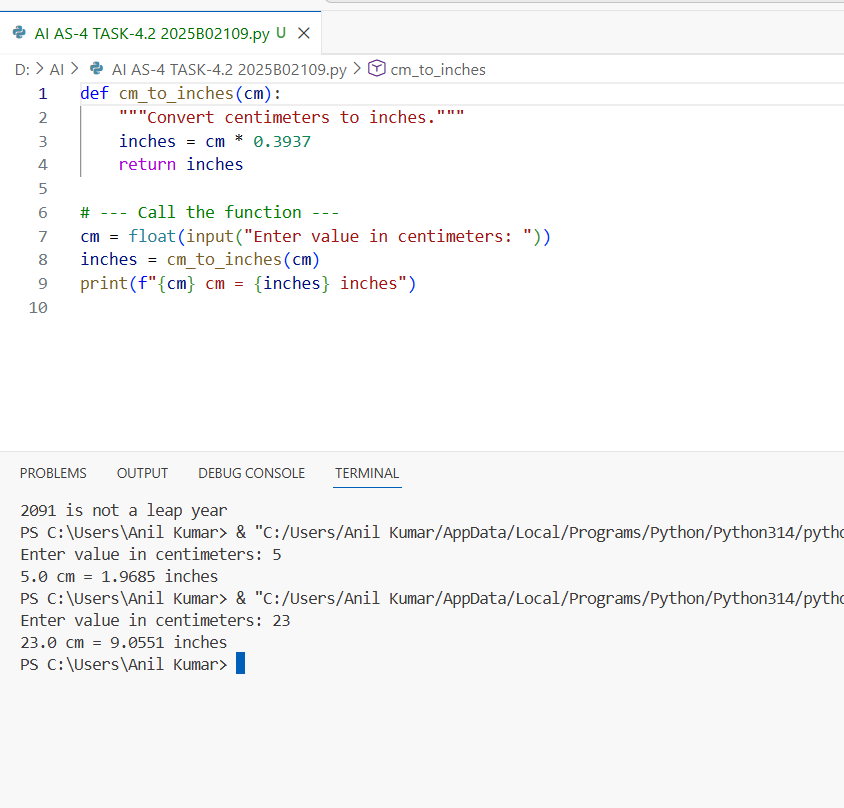 AI AS-4 TASK-4.2 2025B02109.py U
D: > AI > AI AS-4 TASK-4.2 2025B02109.py > cm_to_inches
1 def cm_to_inches(cm):
2     """Convert centimeters to inches."""
3     inches = cm * 0.3937
4     return inches
5
6 # --- Call the function ---
7 cm = float(input("Enter value in centimeters: "))
8 inches = cm_to_inches(cm)
9 print(f"{cm} cm = {inches} inches")
10
PROBLEMS OUTPUT DEBUG CONSOLE TERMINAL
2091 is not a leap year
PS C:\Users\Anil Kumar> & "C:/Users/Anil Kumar/AppData/Local/Programs/Python/Python314/pytho
Enter value in centimeters: 5
5.0 cm = 1.9685 inches
PS C:\Users\Anil Kumar> & "C:/Users/Anil Kumar/AppData/Local/Programs/Python/Python314/pytho
Enter value in centimeters: 23
23.0 cm = 9.0551 inches
PS C:\Users\Anil Kumar>